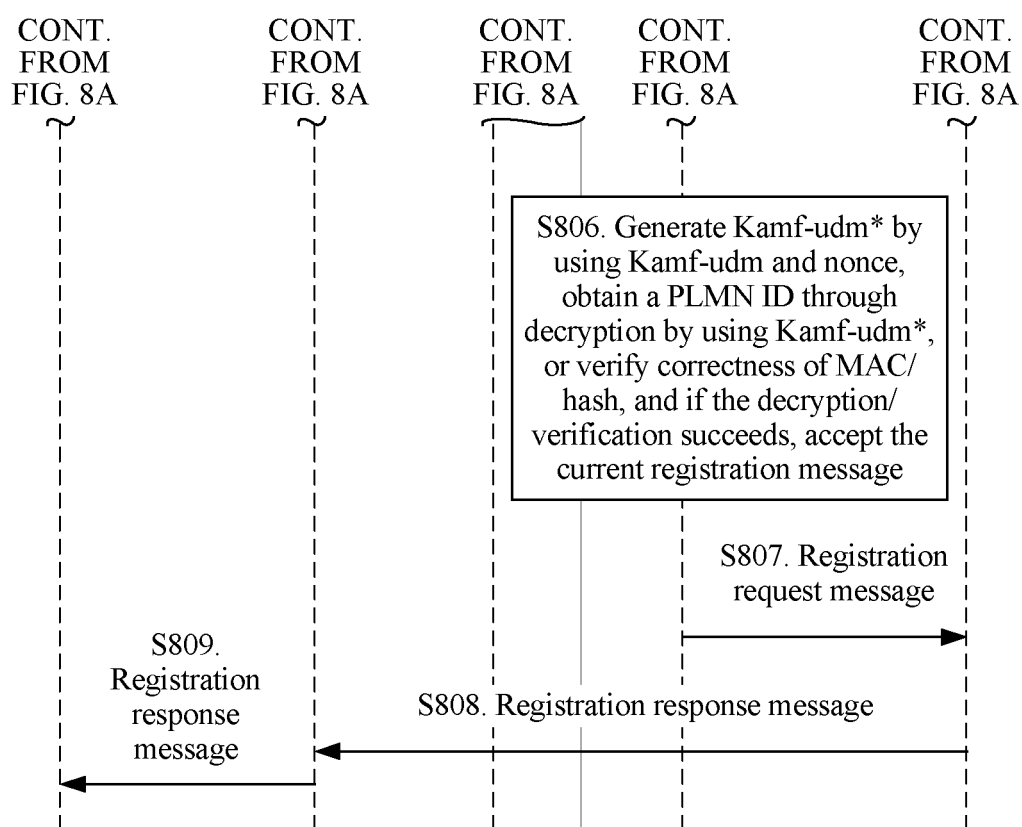 CONT.
FROM
FIG. 8A
CONT.
FROM
FIG. 8A
CONT.
FROM
FIG. 8A
CONT.
FROM
FIG. 8A
CONT.
FROM
FIG. 8A
S806. Generate Kamf-udm* by
using Kamf-udm and nonce,
obtain a PLMN ID through
decryption by using Kamf-udm*,
or verify correctness of MAC/
hash, and if the decryption/
verification succeeds, accept the
current registration message
S807. Registration
request message
S809.
Registration
response
message
S808. Registration response message